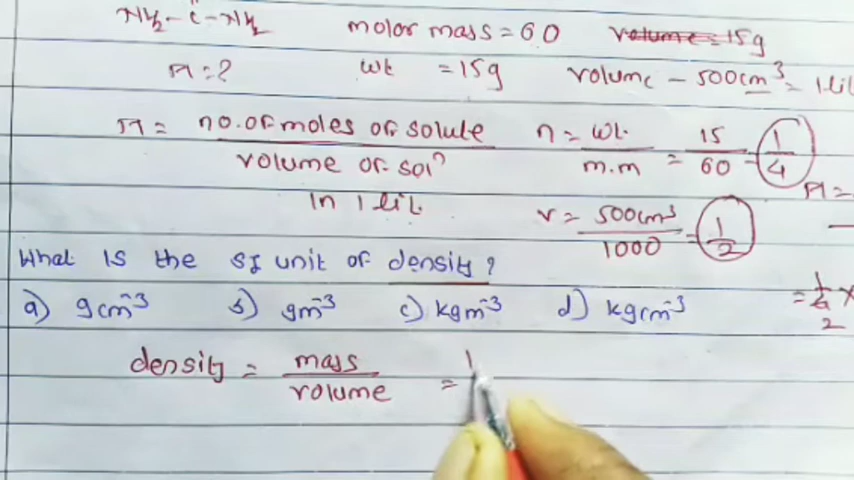 NH2-C-NH2 molar mass = 60 volume = 15g
M = ? wt = 15g volume - 500cm³ = 1 lit
M = no. of moles of solute / volume of solⁿ in 1 lit. n = wt. / m.m = 15 / 60 = 1/4
M =
v = 500cm³ / 1000 = 1/2
What is the SI unit of density?
a) gcm⁻³ b) gm⁻³ c) kgm⁻³ d) kgcm⁻³
density = mass / volume =